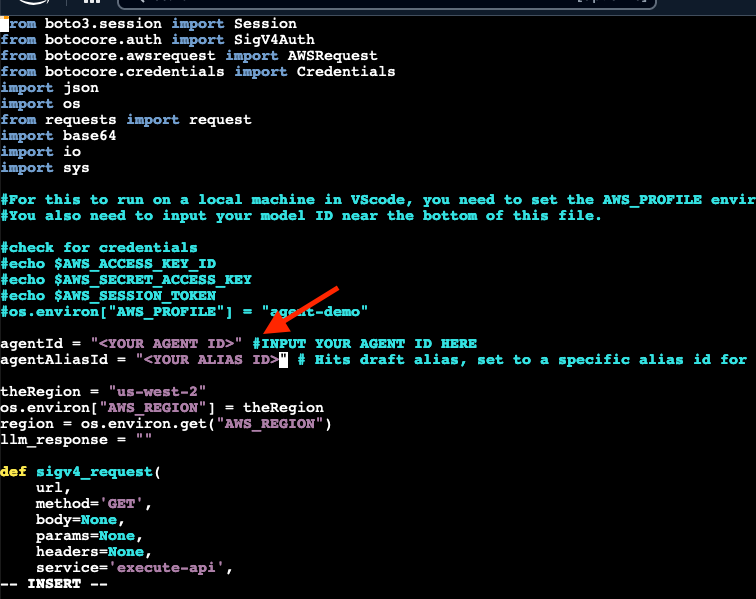 from boto3.session import Session
from botocore.auth import SigV4Auth
from botocore.awsrequest import AWSRequest
from botocore.credentials import Credentials
import json
import os
from requests import request
import base64
import io
import sys
#For this to run on a local machine in VScode, you need to set the AWS_PROFILE envir
#You also need to input your model ID near the bottom of this file.
#check for credentials
#echo $AWS_ACCESS_KEY_ID
#echo $AWS_SECRET_ACCESS_KEY
#echo $AWS_SESSION_TOKEN
#os.environ["AWS_PROFILE"] = "agent-demo"
agentId = "<YOUR AGENT ID>" #INPUT YOUR AGENT ID HERE
agentAliasId = "<YOUR ALIAS ID>" # Hits draft alias, set to a specific alias id for
theRegion = "us-west-2"
os.environ["AWS_REGION"] = theRegion
region = os.environ.get("AWS_REGION")
llm_response = ""
def sigv4_request(
    url,
    method='GET',
    body=None,
    params=None,
    headers=None,
    service='execute-api',
-- INSERT --